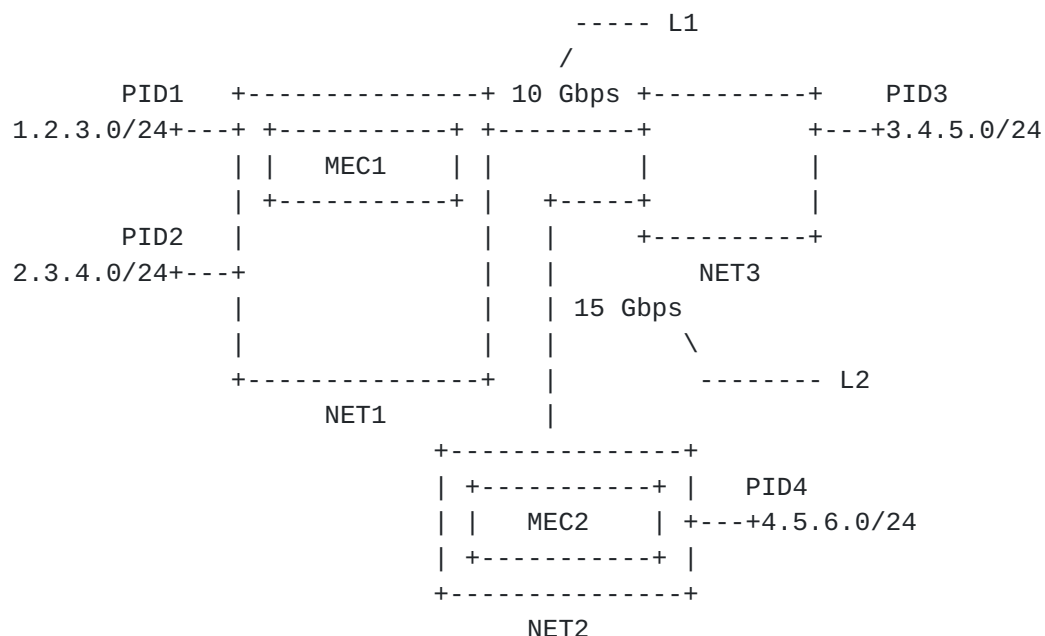 ----- L1
                                   /
       PID1   +---------------+ 10 Gbps +----------+    PID3
1.2.3.0/24+---+ +-----------+ +---------+          +---+3.4.5.0/24
              | |   MEC1    | |         |          |
              | +-----------+ |   +-----+          |
       PID2   |               |   |     +----------+
2.3.4.0/24+---+               |   |         NET3
              |               |   | 15 Gbps
              |               |   |        \
              +---------------+   |         -------- L2
                    NET1          |
                           +---------------+
                           | +-----------+ |   PID4
                           | |   MEC2    | +---+4.5.6.0/24
                           | +-----------+ |
                           +---------------+
                                 NET2